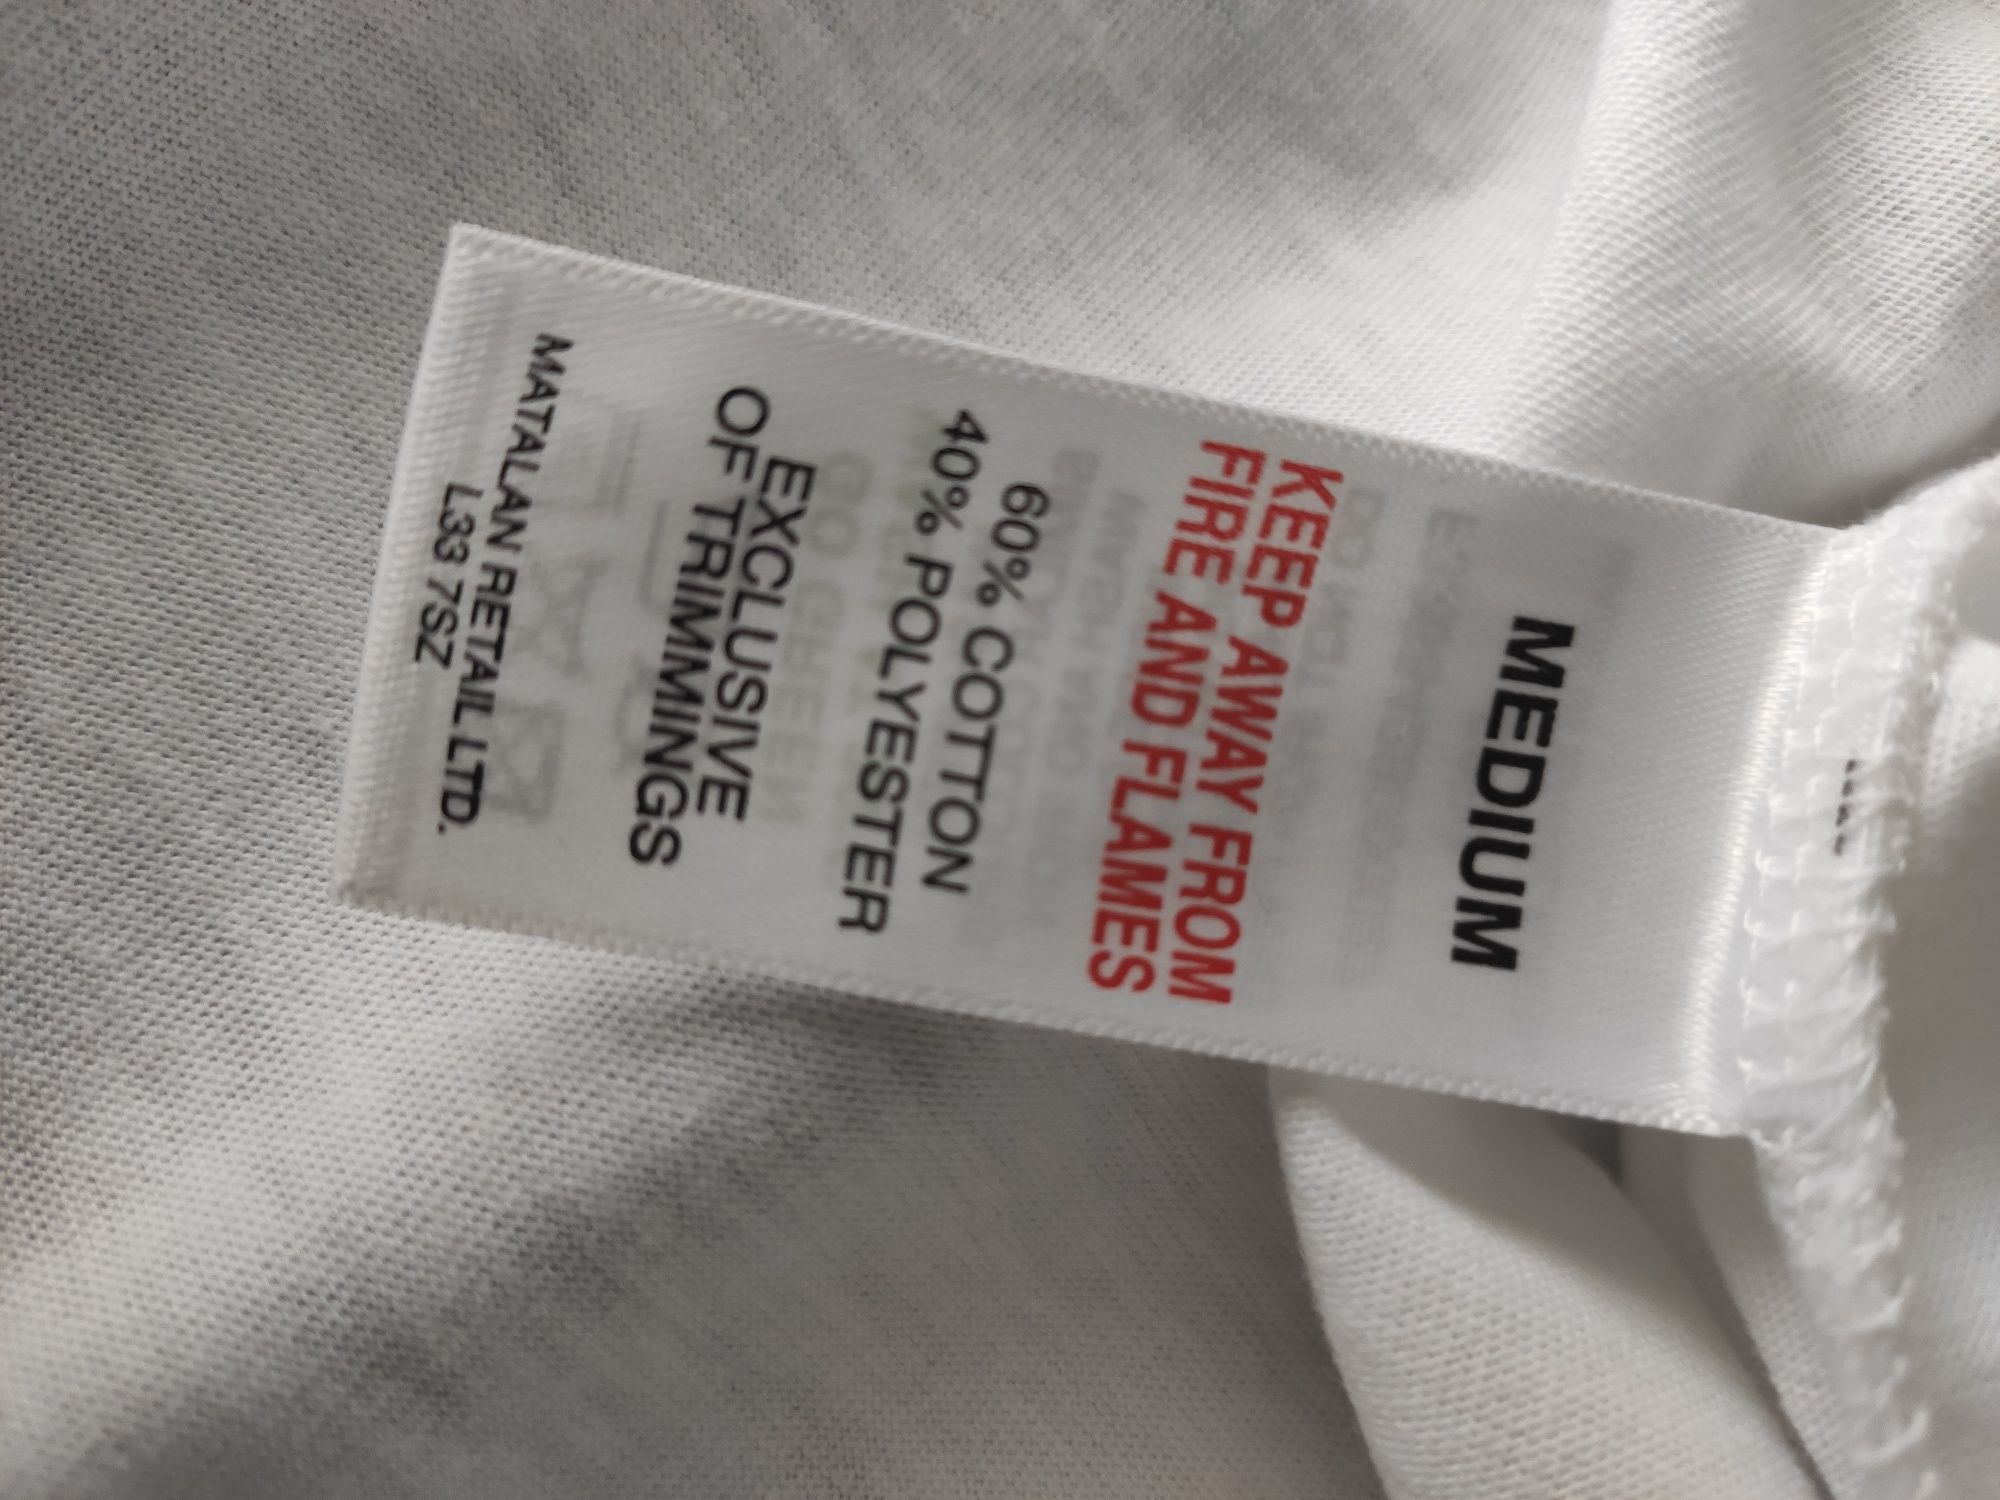 MEDIUM
KEEP AWAY FROM
FIRE AND FLAMES
60% COTTON
40% POLYESTER
EXCLUSIVE
OF TRIMMINGS
MATALAN RETAIL LTD.
L33 7SZ